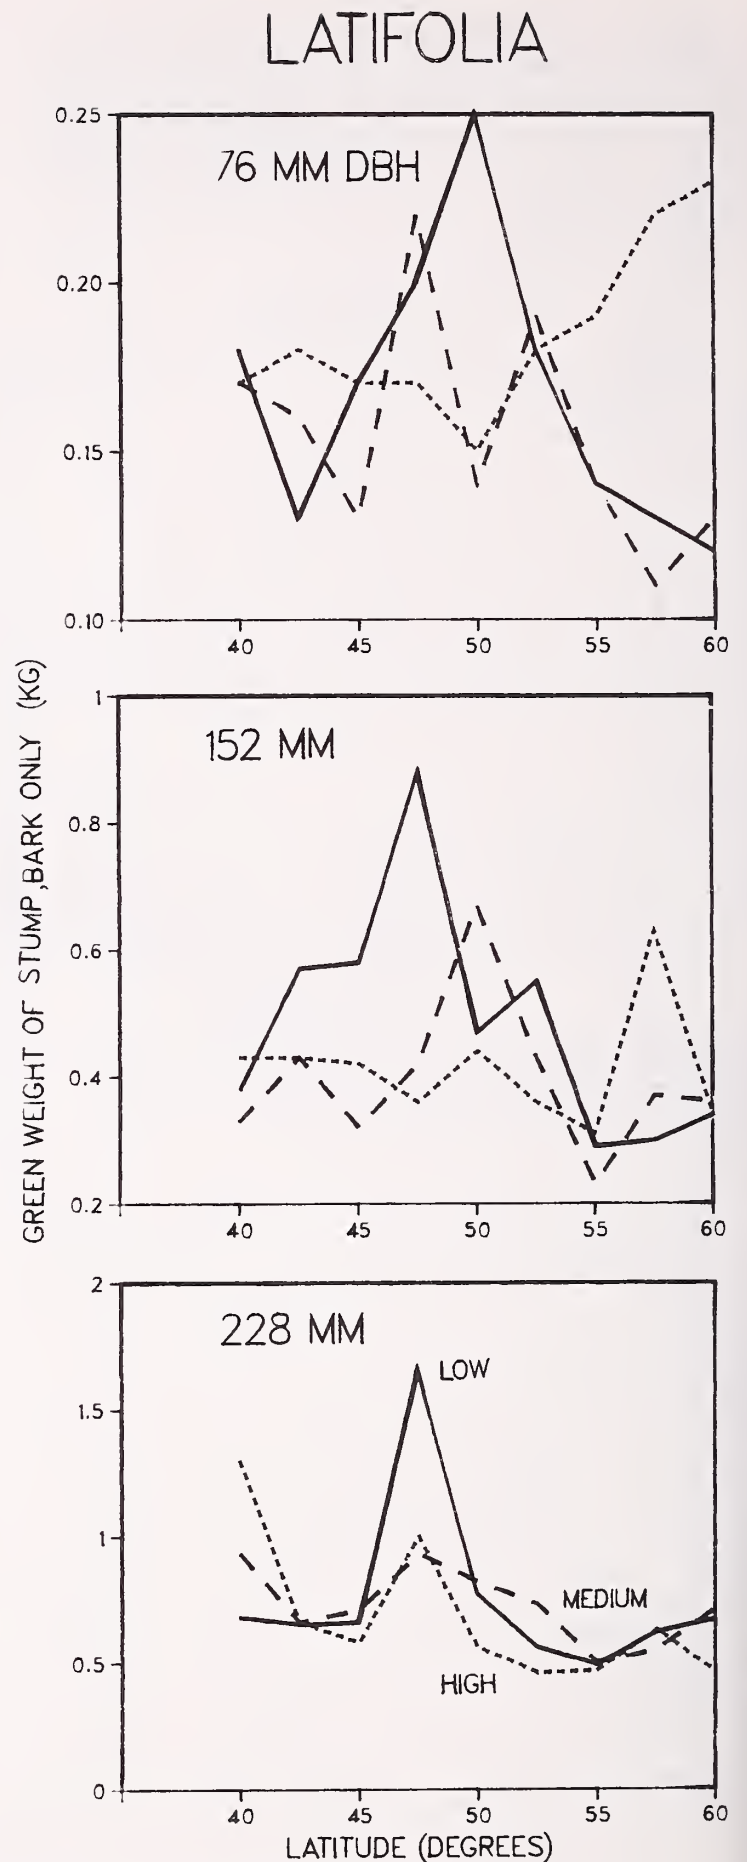 LATIFOLIA
76 MM DBH
0.25
0.20
0.15
0.10
40 45 50 55 60
GREEN WEIGHT OF STUMP, BARK ONLY (KG)
152 MM
1
0.8
0.6
0.4
0.2
40 45 50 55 60
228 MM
2
1.5
1
0.5
0
LOW
MEDIUM
HIGH
40 45 50 55 60
LATITUDE (DEGREES)